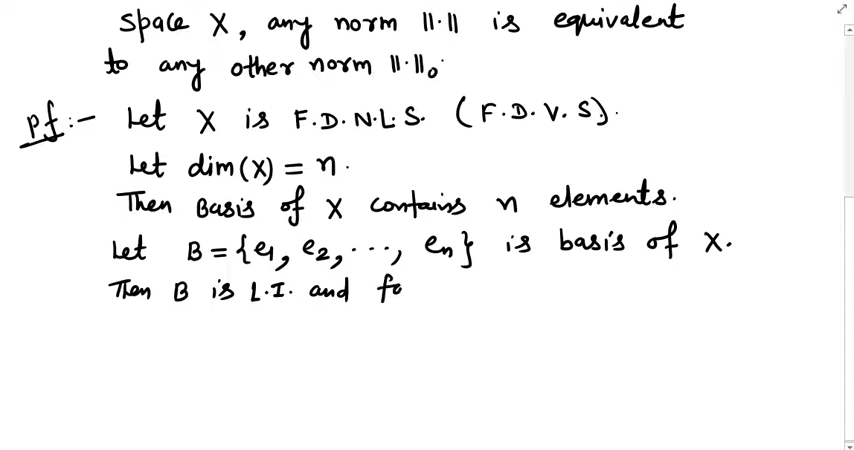 space X, any norm ||·|| is equivalent
to any other norm ||·||₀.
Pf:- Let X is F.D.N.L.S. (F.D.V.S).
Let dim(X) = n.
Then Basis of X contains n elements.
Let B = {e₁, e₂, ..., eₙ} is basis of X.
Then B is L.I. and fo